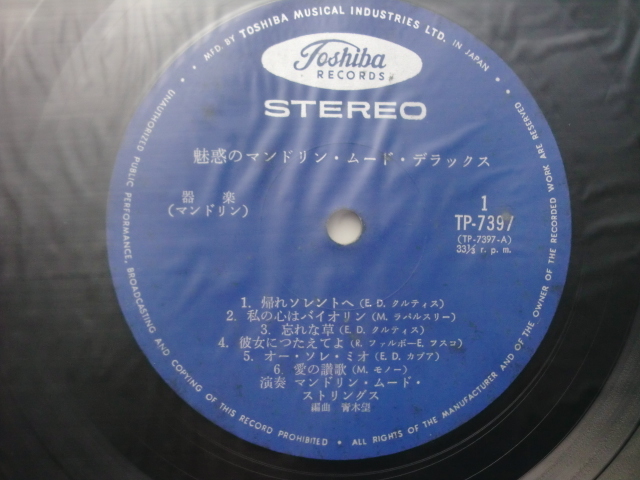 MFD. BY TOSHIBA MUSICAL INDUSTRIES LTD. IN JAPAN
Toshiba
RECORDS
STEREO
魅惑のマンドリン・ムード・デラックス
器楽
(マンドリン)
1
TP-7397
(TP-7397-A)
33⅓ r. p. m.
1. 帰れソレントへ (E. D. クルティス)
2. 私の心はバイオリン (M. ラパルスリー)
3. 忘れな草 (E. D. クルティス)
4. 彼女につたえてよ (R. ファルボーE. フスコ)
5. オー・ソレ・ミオ (E. D. カプア)
6. 愛の讃歌 (M. モノー)
演奏 マンドリン・ムード・
ストリングス
編曲 青木望
UNAUTHORIZED PUBLIC PERFORMANCE, BROADCASTING AND COPYING OF THIS RECORD PROHIBITED • ALL RIGHTS OF THE MANUFACTURER AND OF THE OWNER OF THE RECORDED WORK ARE RESERVED